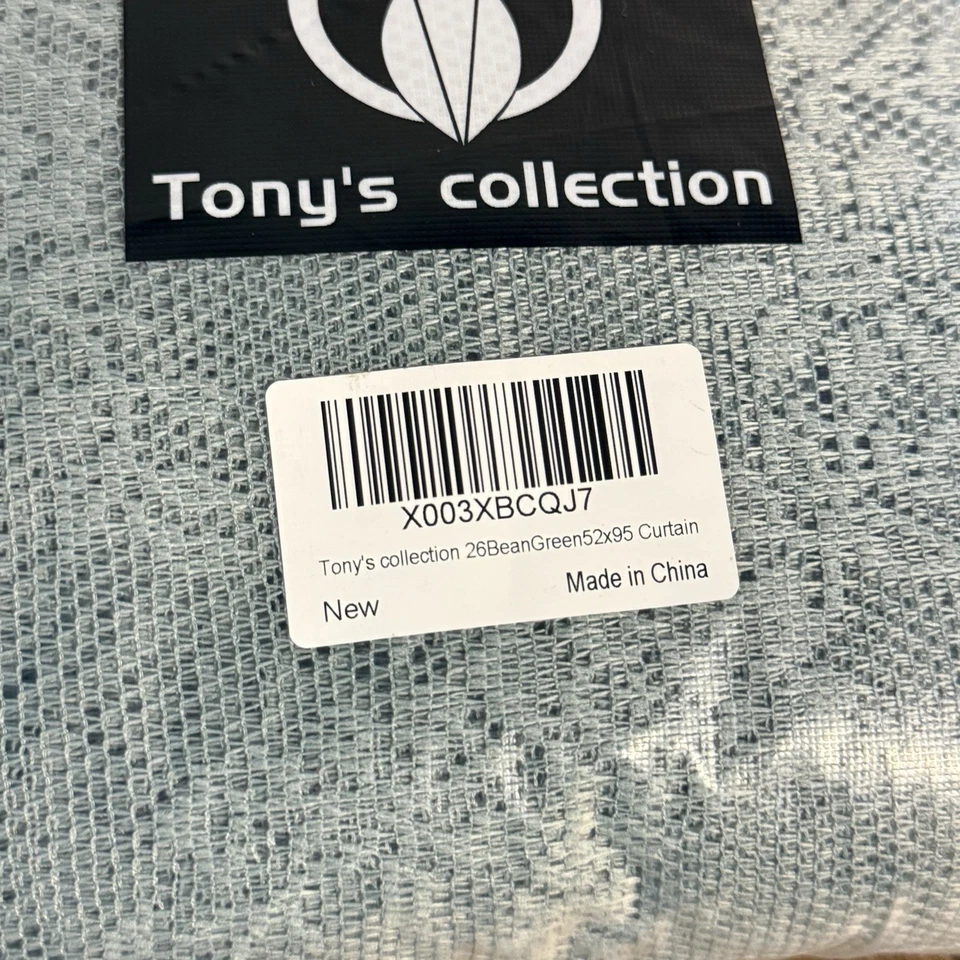 Tony's collection
X003XBCQJ7
Tony's collection 26BeanGreen52x95 Curtain
New
Made in China